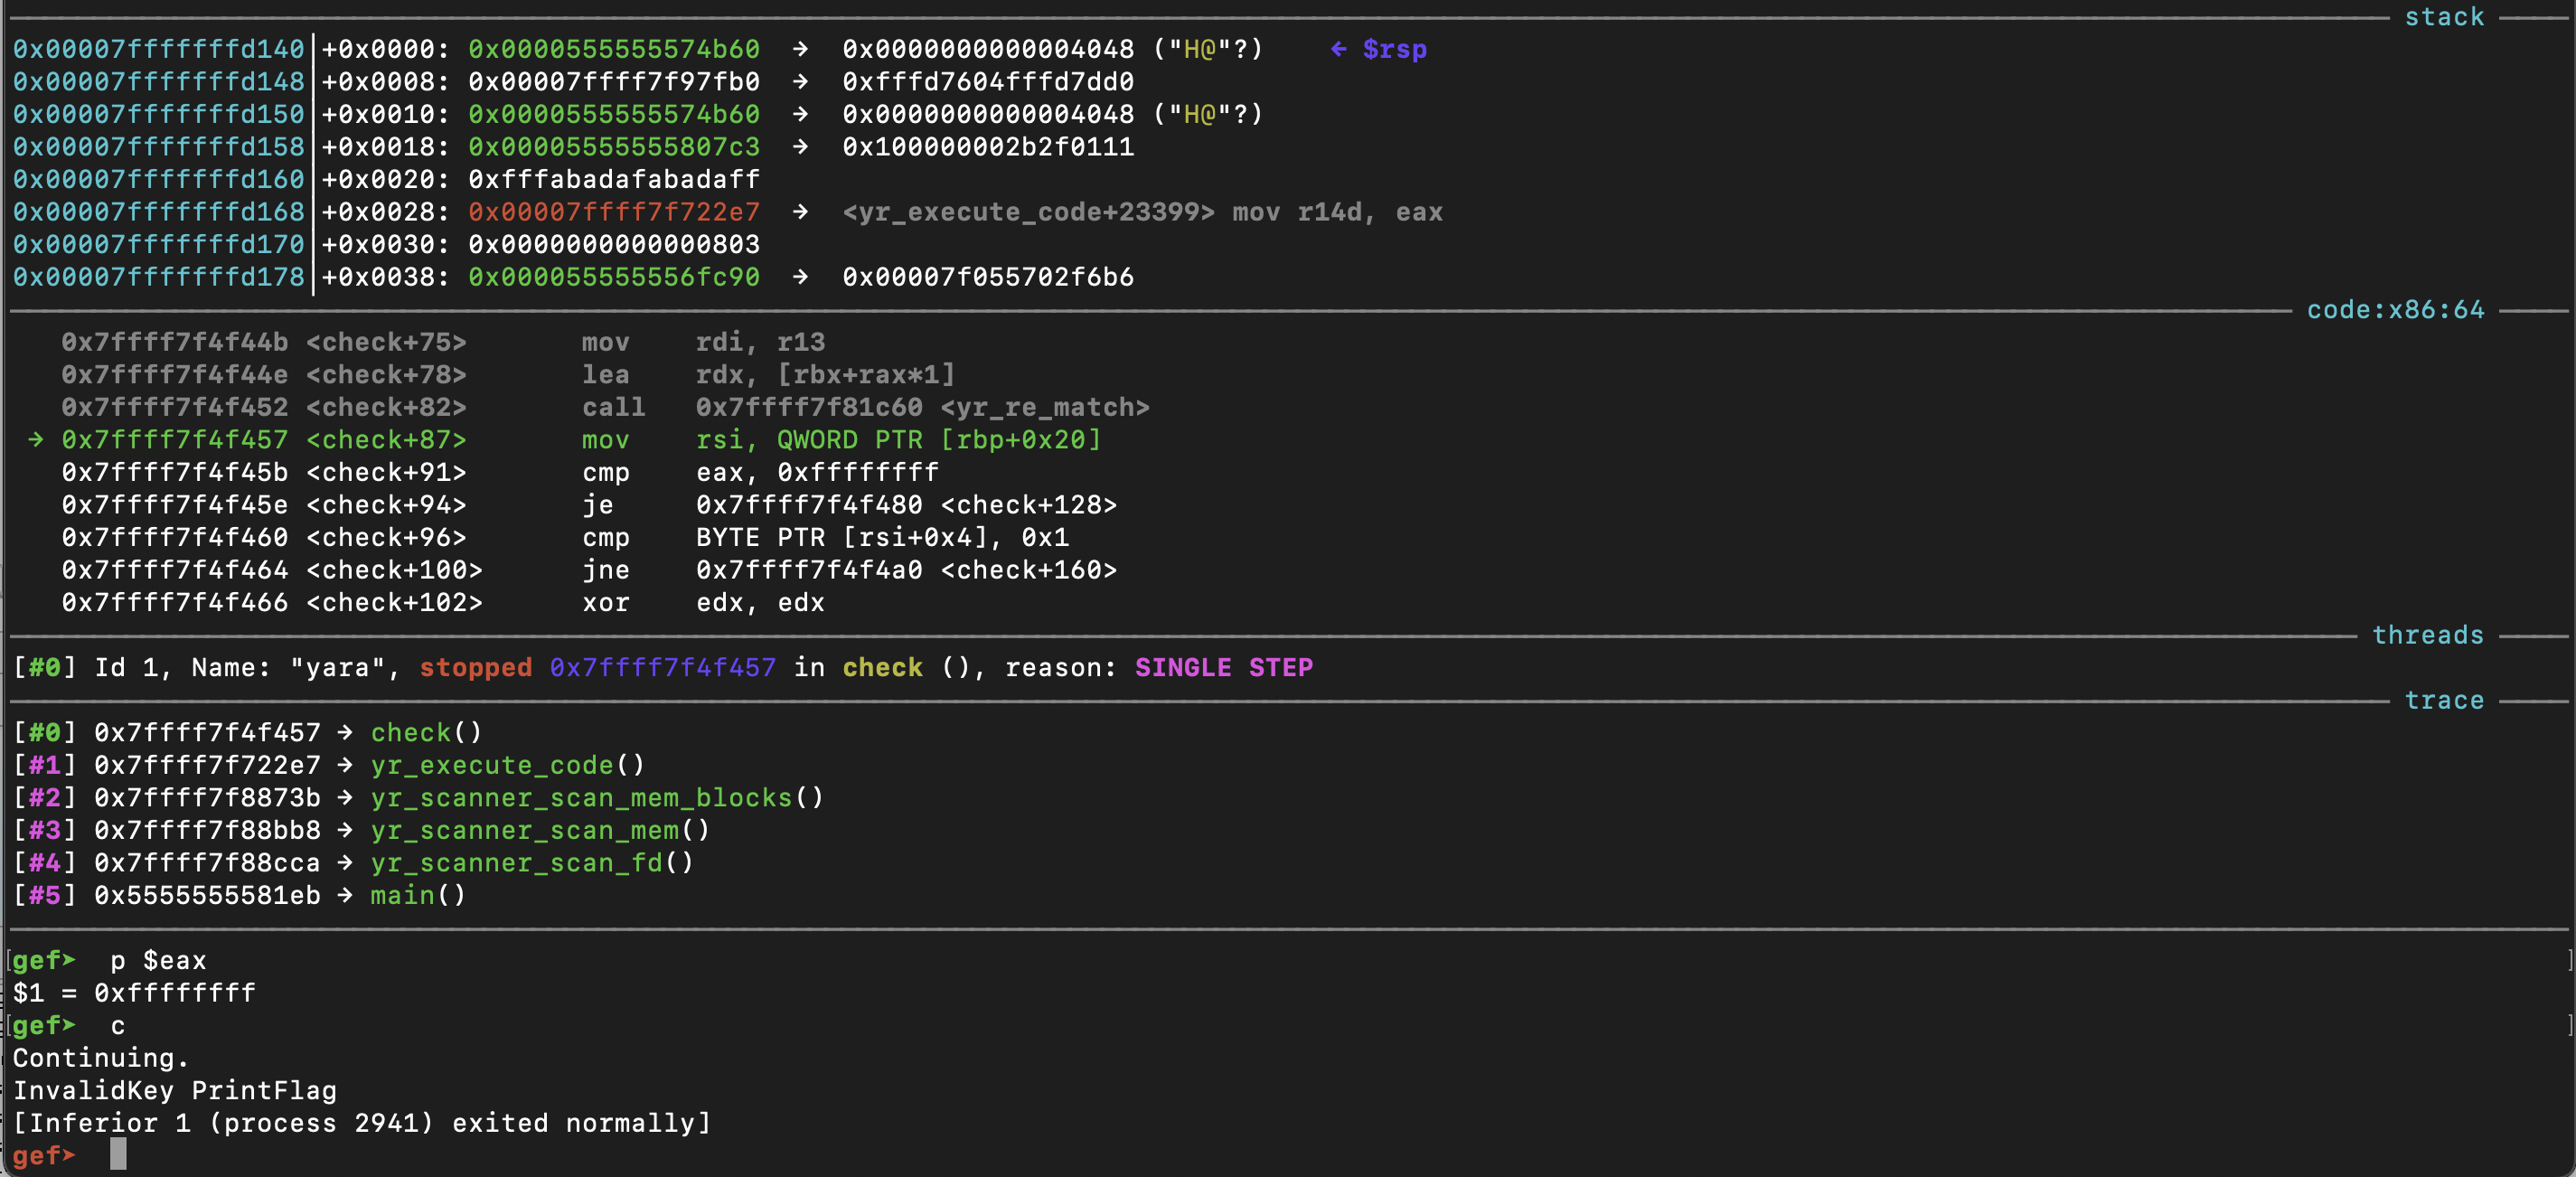 stack
0x00007fffffffd140│+0x0000: 0x0000555555574b60 → 0x0000000000004048 ("H@"?) ← $rsp
0x00007fffffffd148│+0x0008: 0x00007ffff7f97fb0 → 0xfffd7604fffd7dd0
0x00007fffffffd150│+0x0010: 0x0000555555574b60 → 0x0000000000004048 ("H@"?)
0x00007fffffffd158│+0x0018: 0x00005555555807c3 → 0x100000002b2f0111
0x00007fffffffd160│+0x0020: 0xfffabadafabadaff
0x00007fffffffd168│+0x0028: 0x00007ffff7f722e7 → <yr_execute_code+23399> mov r14d, eax
0x00007fffffffd170│+0x0030: 0x0000000000000803
0x00007fffffffd178│+0x0038: 0x000055555556fc90 → 0x00007f055702f6b6
code:x86:64
0x7ffff7f4f44b <check+75> mov rdi, r13
0x7ffff7f4f44e <check+78> lea rdx, [rbx+rax*1]
0x7ffff7f4f452 <check+82> call 0x7ffff7f81c60 <yr_re_match>
→ 0x7ffff7f4f457 <check+87> mov rsi, QWORD PTR [rbp+0x20]
0x7ffff7f4f45b <check+91> cmp eax, 0xffffffff
0x7ffff7f4f45e <check+94> je 0x7ffff7f4f480 <check+128>
0x7ffff7f4f460 <check+96> cmp BYTE PTR [rsi+0x4], 0x1
0x7ffff7f4f464 <check+100> jne 0x7ffff7f4f4a0 <check+160>
0x7ffff7f4f466 <check+102> xor edx, edx
threads
[#0] Id 1, Name: "yara", stopped 0x7ffff7f4f457 in check (), reason: SINGLE STEP
trace
[#0] 0x7ffff7f4f457 → check()
[#1] 0x7ffff7f722e7 → yr_execute_code()
[#2] 0x7ffff7f8873b → yr_scanner_scan_mem_blocks()
[#3] 0x7ffff7f88bb8 → yr_scanner_scan_mem()
[#4] 0x7ffff7f88cca → yr_scanner_scan_fd()
[#5] 0x5555555581eb → main()
[gef➤ p $eax ]
$1 = 0xffffffff
[gef➤ c ]
Continuing.
InvalidKey PrintFlag
[Inferior 1 (process 2941) exited normally]
gef➤